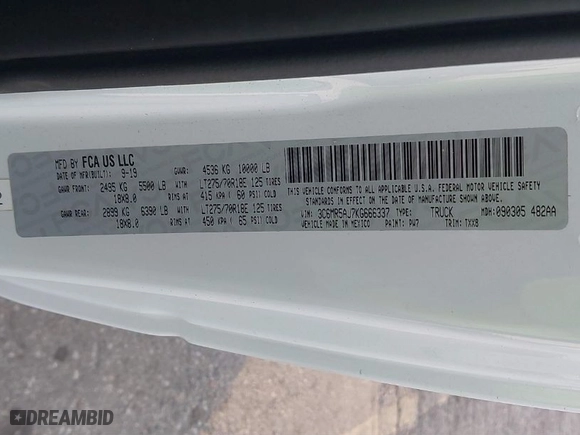 MFD BY FCA US LLC
DATE OF MFR(BUILT): 9-19
GVWR: 4536 KG 10000 LB
GAWR FRONT: 2495 KG 5500 LB WITH LT275/70R18E 125 TIRES
18X8.0 RIMS AT 415 KPA ( 60 PSI) COLD
GAWR REAR: 2899 KG 6390 LB WITH LT275/70R18E 125 TIRES
18X8.0 RIMS AT 450 KPA ( 65 PSI) COLD
THIS VEHICLE CONFORMS TO ALL APPLICABLE U.S.A. FEDERAL MOTOR VEHICLE SAFETY
STANDARDS IN EFFECT ON THE DATE OF MANUFACTURE SHOWN ABOVE.
VIN: 3C6MR5AJ7KG666337 TYPE: TRUCK MDH: 090305 482AA
VEHICLE MADE IN MEXICO PAINT: PW7 TRIM: TXX8
DREAMBID